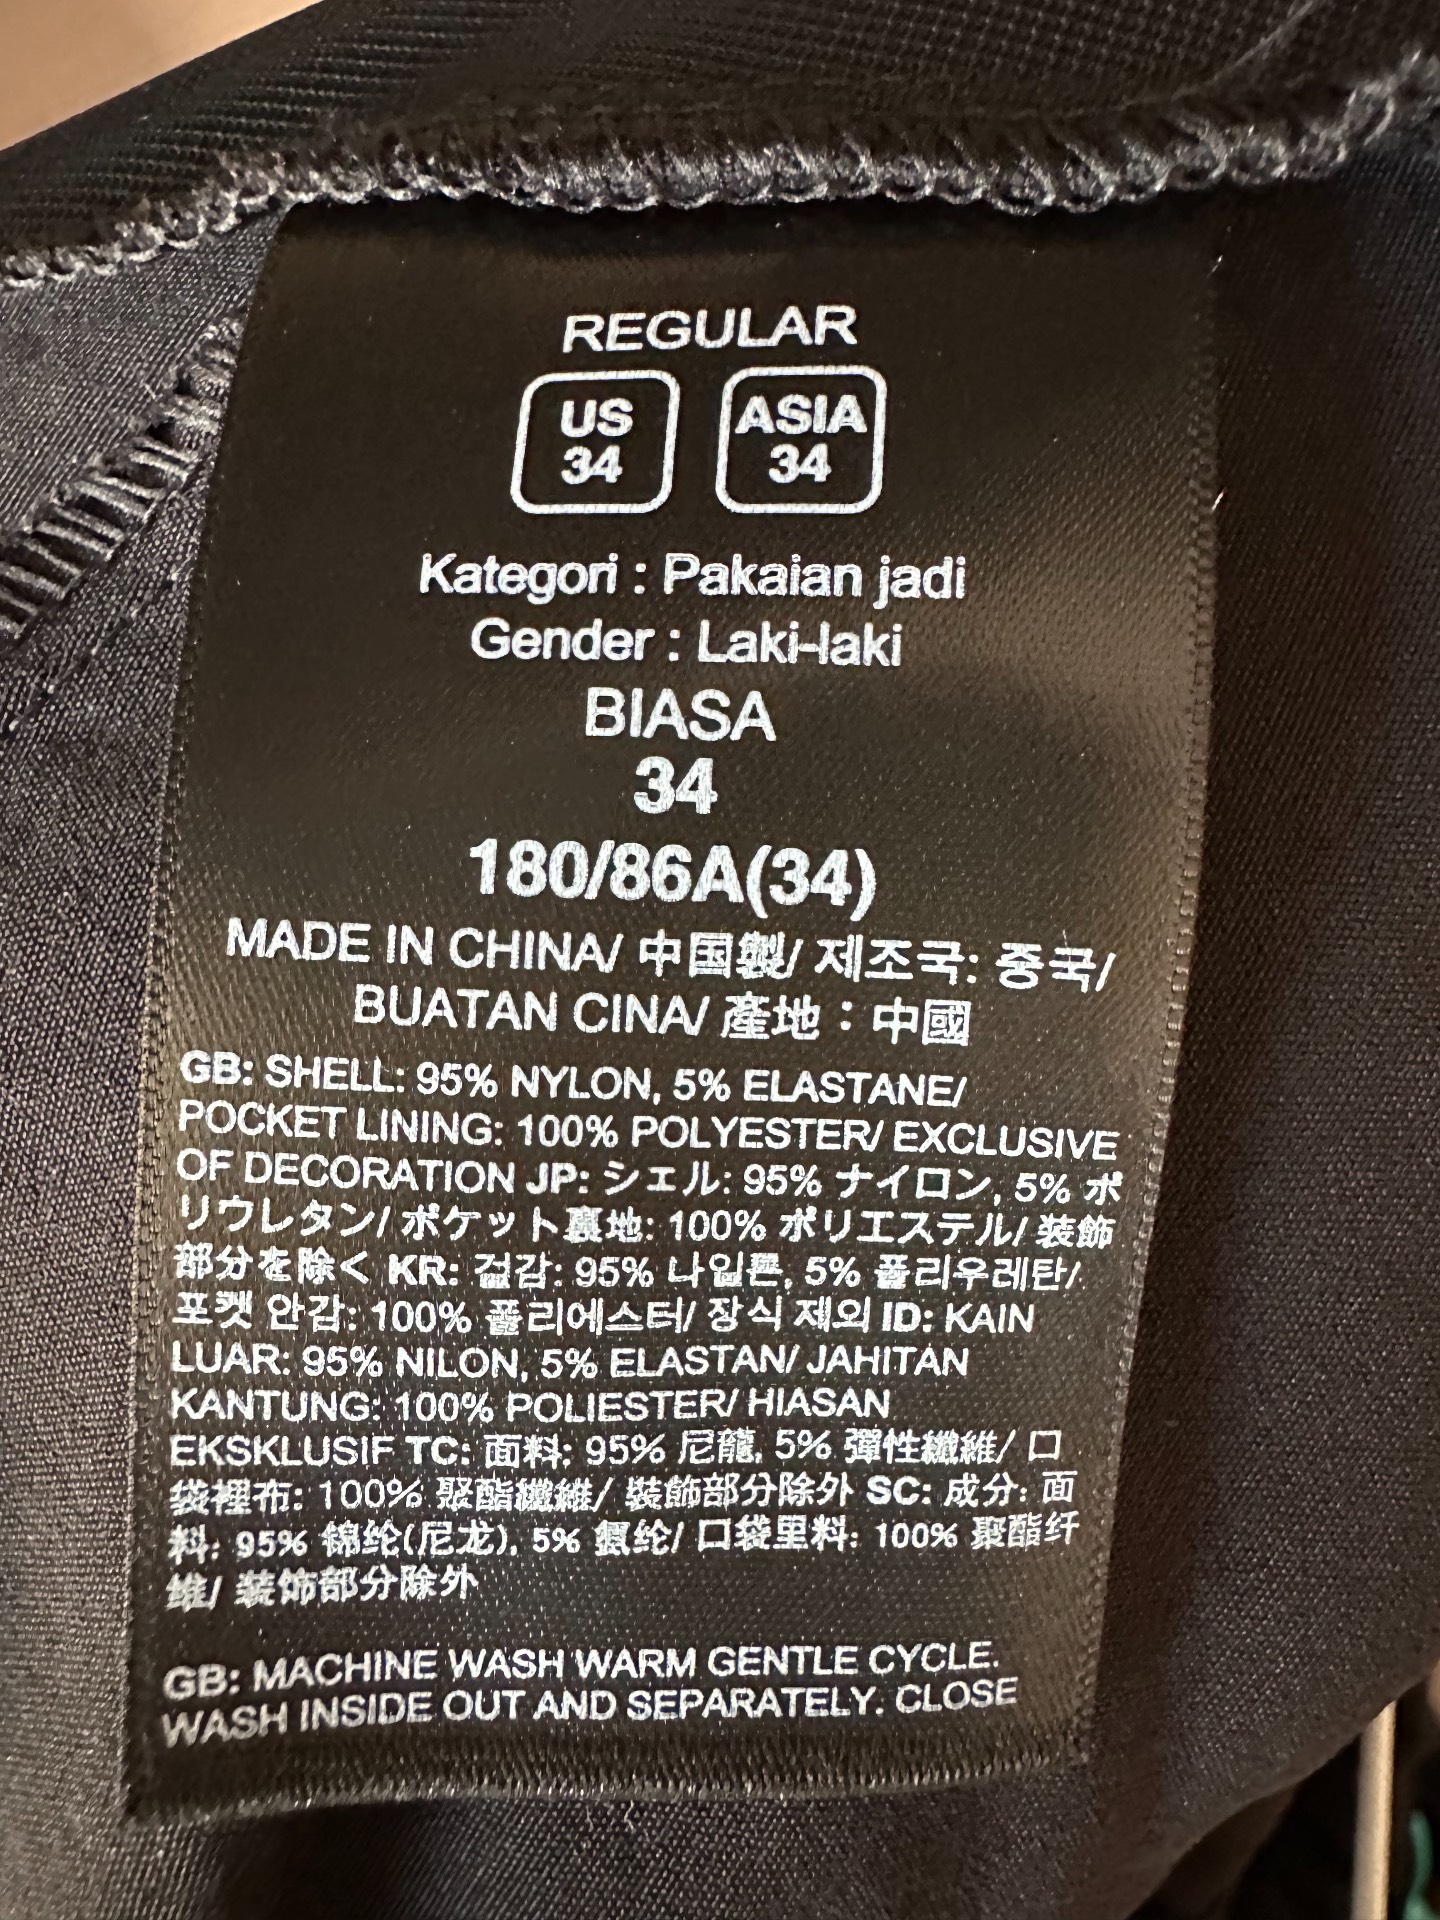 REGULAR
US
34
ASIA
34
Kategori : Pakaian jadi
Gender : Laki-laki
BIASA
34
180/86A(34)
MADE IN CHINA/ 中国製/ 제조국: 중국/
BUATAN CINA/ 產地：中國
GB: SHELL: 95% NYLON, 5% ELASTANE/
POCKET LINING: 100% POLYESTER/ EXCLUSIVE
OF DECORATION JP: シェル: 95% ナイロン, 5% ポ
リウレタン/ ポケット裏地: 100% ポリエステル/ 装飾
部分を除く KR: 겉감: 95% 나일론, 5% 폴리우레탄/
포켓 안감: 100% 폴리에스터/ 장식 제외 ID: KAIN
LUAR: 95% NILON, 5% ELASTAN/ JAHITAN
KANTUNG: 100% POLIESTER/ HIASAN
EKSKLUSIF TC: 面料: 95% 尼龍, 5% 彈性纖維/ 口
袋裡布: 100% 聚酯纖維/ 裝飾部分除外 SC: 成分: 面
料: 95% 锦纶(尼龙), 5% 氨纶/ 口袋里料: 100% 聚酯纤
维/ 装饰部分除外
GB: MACHINE WASH WARM GENTLE CYCLE.
WASH INSIDE OUT AND SEPARATELY. CLOSE